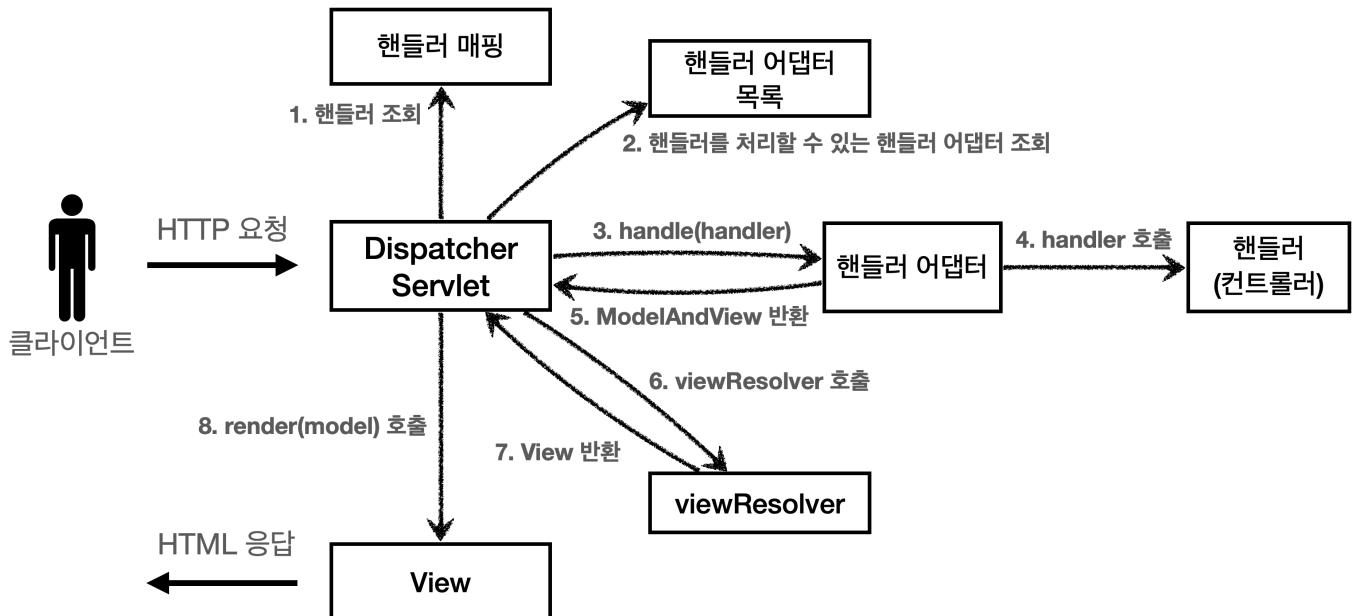 핸들러 매핑
핸들러 어댑터
목록
1. 핸들러 조회
2. 핸들러를 처리할 수 있는 핸들러 어댑터 조회
HTTP 요청
Dispatcher
Servlet
3. handle(handler)
핸들러 어댑터
4. handler 호출
핸들러
(컨트롤러)
5. ModelAndView 반환
클라이언트
6. viewResolver 호출
8. render(model) 호출
7. View 반환
viewResolver
HTML 응답
View